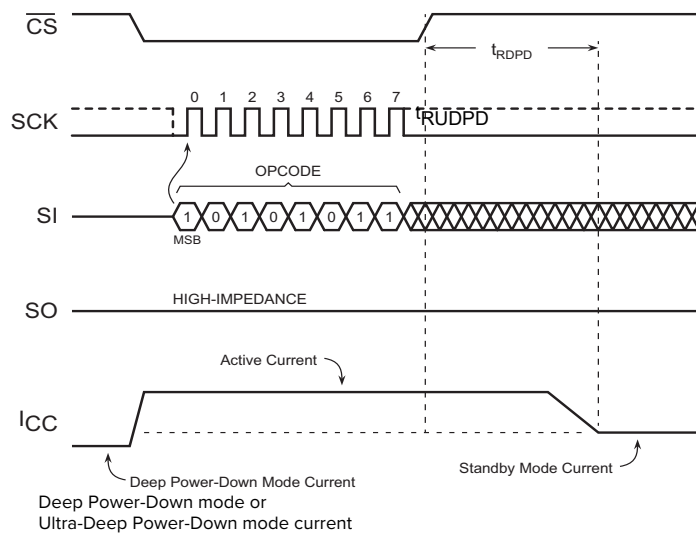 CS
tRDPD
0 1 2 3 4 5 6 7
SCK
tRUDPD
OPCODE
SI
1 0 1 0 1 0 1 1
MSB
HIGH-IMPEDANCE
SO
Active Current
ICC
Deep Power-Down Mode Current
Standby Mode Current
Deep Power-Down mode or
Ultra-Deep Power-Down mode current